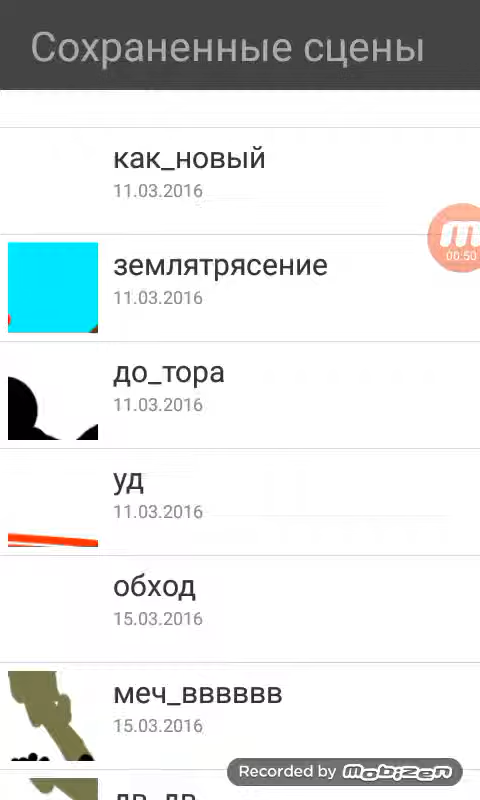 Сохраненные сцены
как_новый
11.03.2016
00:50
землятрясение
11.03.2016
до_тора
11.03.2016
уд
11.03.2016
обход
15.03.2016
меч_вввввв
15.03.2016
Recorded by mobizen